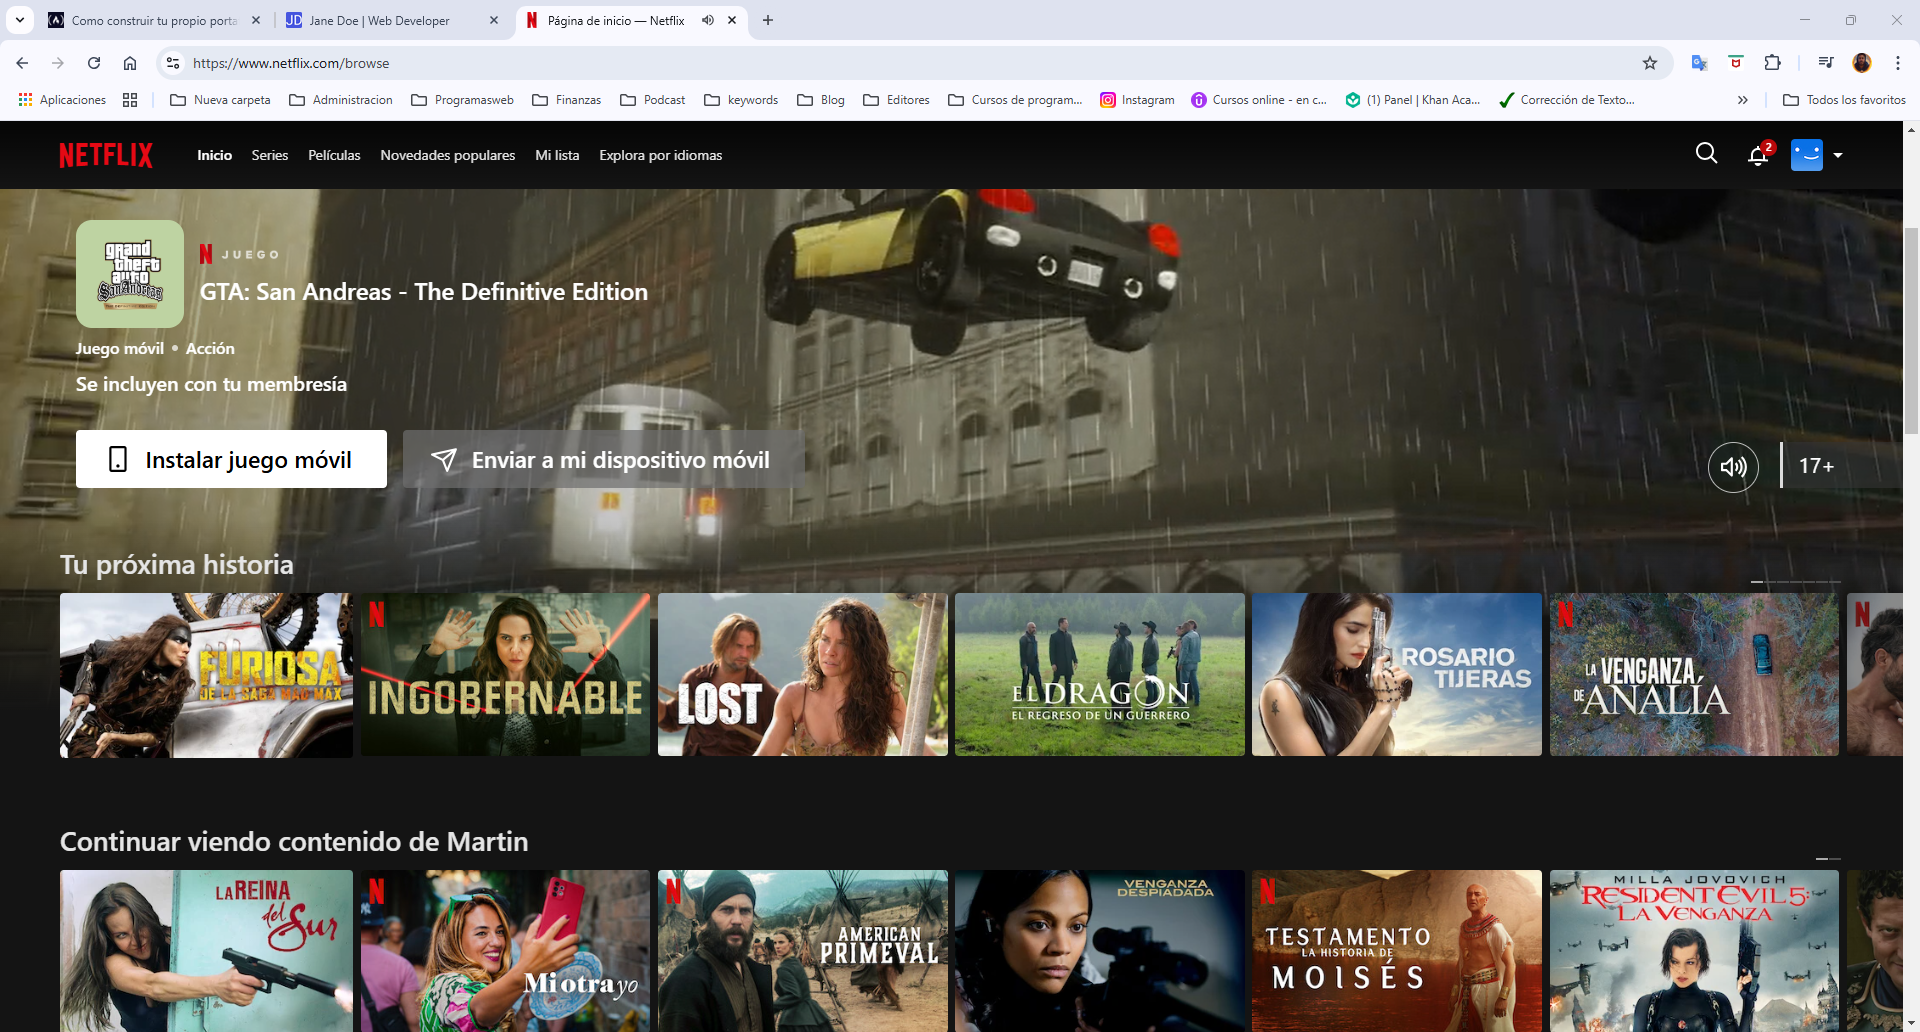 Como construir tu propio porta
Jane Doe | Web Developer
Página de inicio — Netflix
https://www.netflix.com/browse
Aplicaciones
Nueva carpeta
Administracion
Programasweb
Finanzas
Podcast
keywords
Blog
Editores
Cursos de program...
Instagram
Cursos online - en c...
(1) Panel | Khan Aca...
Corrección de Texto...
Todos los favoritos
NETFLIX
Inicio
Series
Películas
Novedades populares
Mi lista
Explora por idiomas
2
grand
theft
auto
San Andreas
N JUEGO
GTA: San Andreas - The Definitive Edition
Juego móvil • Acción
Se incluyen con tu membresía
Instalar juego móvil
Enviar a mi dispositivo móvil
17+
Tu próxima historia
FURIOSA
DE LA SAGA MAD MAX
N
INGOBERNABLE
LOST
EL DRAGÓN
EL REGRESO DE UN GUERRERO
ROSARIO
TIJERAS
N
LA VENGANZA
DE ANALÍA
N
Continuar viendo contenido de Martin
LA REINA
del
Sur
N
Mi otra yo
N
AMERICAN
PRIMEVAL
VENGANZA
DESPIADADA
N
TESTAMENTO
LA HISTORIA DE
MOISÉS
MILLA JOVOVICH
RESIDENT EVIL 5:
LA VENGANZA